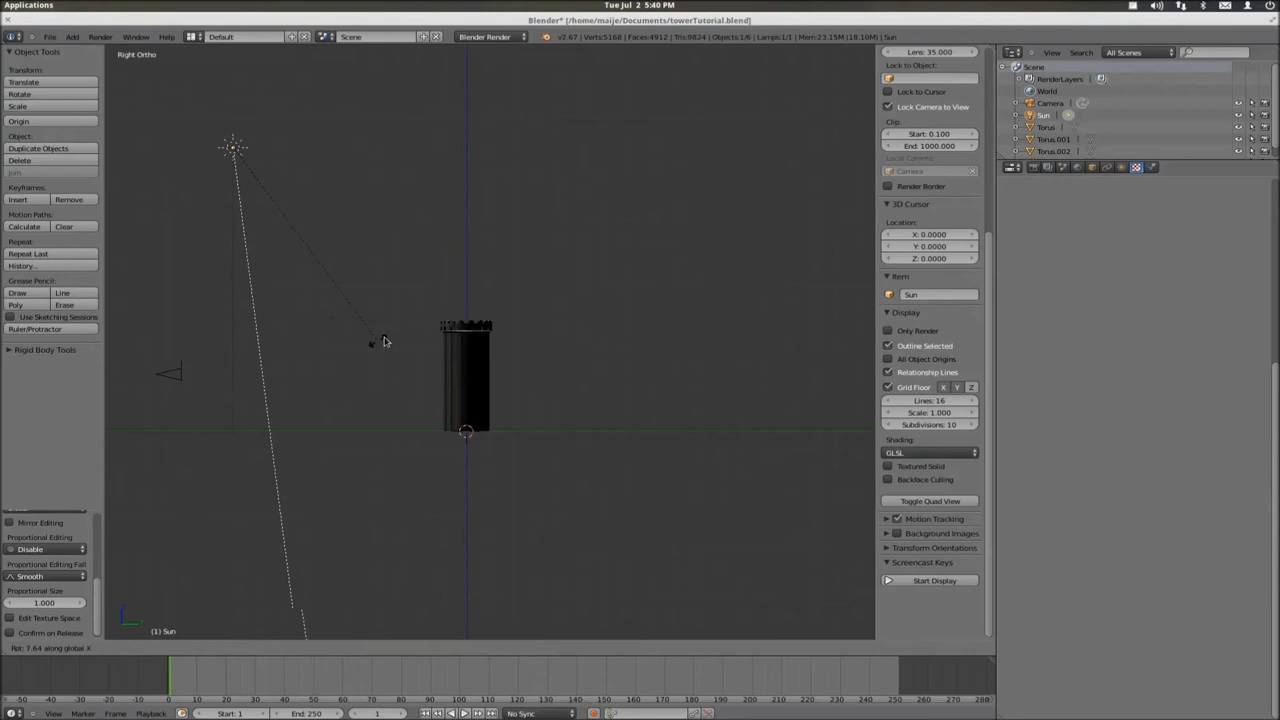 Applications
Tue Jul 2 5:40 PM
Blender* [/home/maije/Documents/towerTutorial.blend]
File Add Render Window Help
Default
Scene
Blender Render
v2.67 | Verts:5168 | Faces:4912 | Tris:9824 | Objects:1/6 | Lamps:1/1 | Mem:23.15M (18.10M) | Sun
Object Tools
Transform:
Translate
Rotate
Scale
Origin
Object:
Duplicate Objects
Delete
Join
Keyframes:
Insert Remove
Motion Paths:
Calculate Clear
Repeat:
Repeat Last
History...
Grease Pencil:
Draw Line
Poly Erase
Use Sketching Sessions
Ruler/Protractor
Rigid Body Tools
Mirror Editing
Proportional Editing
Disable
Proportional Editing Fall
Smooth
Proportional Size
1.000
Edit Texture Space
Confirm on Release
Right Ortho
(1) Sun
Rot: 7.64 along global X
Lens: 35.000
Lock to Object:
Lock to Cursor
Lock Camera to View
Clip:
Start: 0.100
End: 1000.000
Local Camera:
Camera
Render Border
3D Cursor
Location:
X: 0.0000
Y: 0.0000
Z: 0.0000
Item
Sun
Display
Only Render
Outline Selected
All Object Origins
Relationship Lines
Grid Floor X Y Z
Lines: 16
Scale: 1.000
Subdivisions: 10
Shading:
GLSL
Textured Solid
Backface Culling
Toggle Quad View
Motion Tracking
Background Images
Transform Orientations
Screencast Keys
Start Display
View Search All Scenes
Scene
RenderLayers
World
Camera
Sun
Torus
Torus.001
Torus.002
-50 -40 -30 -20 -10 0 10 20 30 40 50 60 70 80 90 100 110 120 130 140 150 160 170 180 190 200 210 220 230 240 250 260 270 280
View Marker Frame Playback
Start: 1
End: 250
1
No Sync